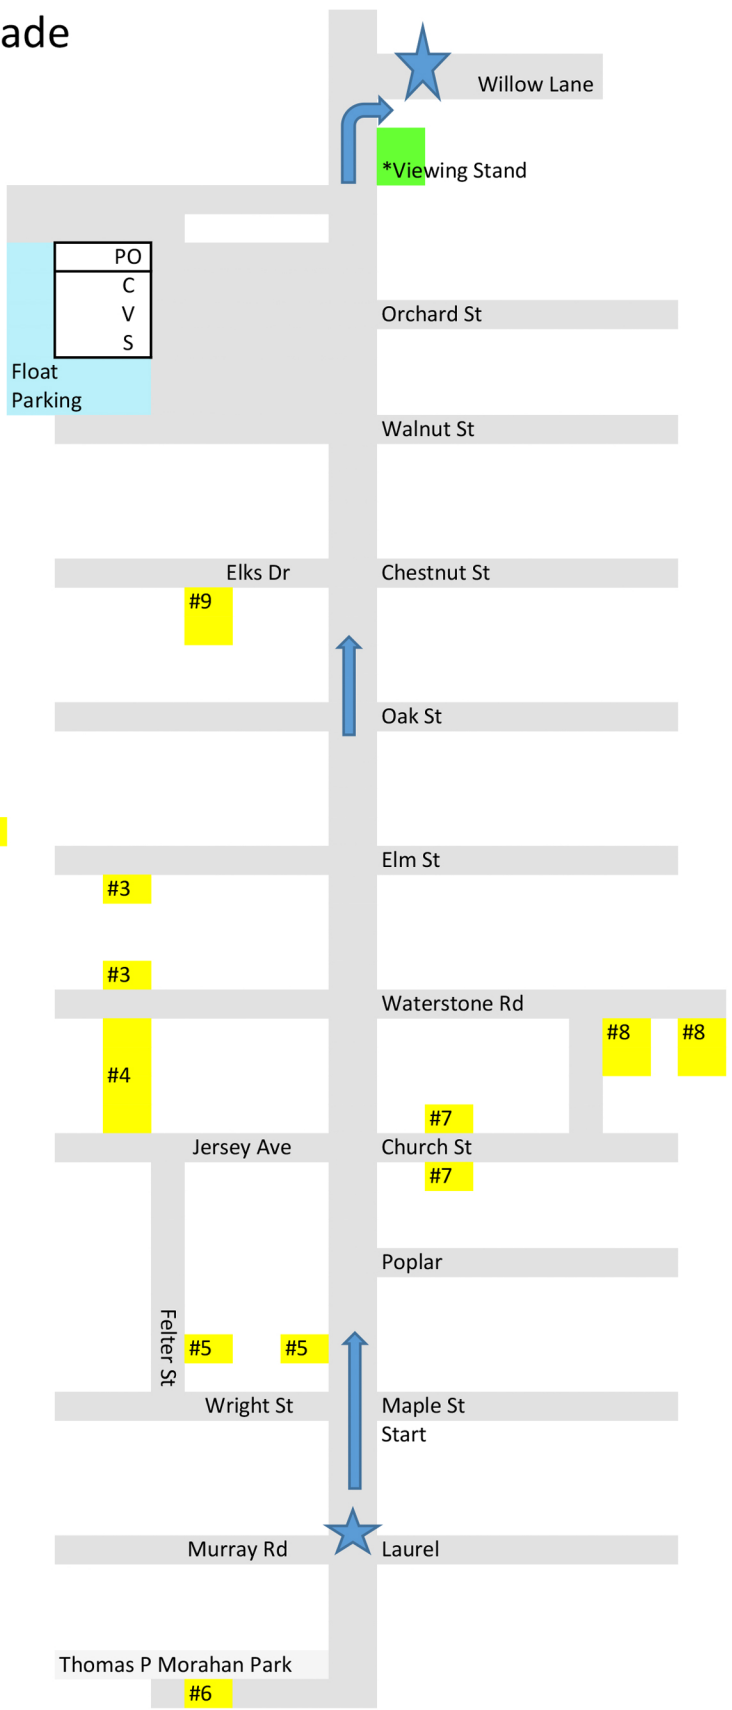 ade
Willow Lane
*Viewing Stand
PO
C
V
S
Orchard St
Float
Parking
Walnut St
Elks Dr
Chestnut St
#9
Oak St
Elm St
#3
#3
Waterstone Rd
#8
#8
#4
#7
Jersey Ave
Church St
#7
Poplar
Felter St
#5
#5
Wright St
Maple St
Start
Murray Rd
Laurel
Thomas P Morahan Park
#6